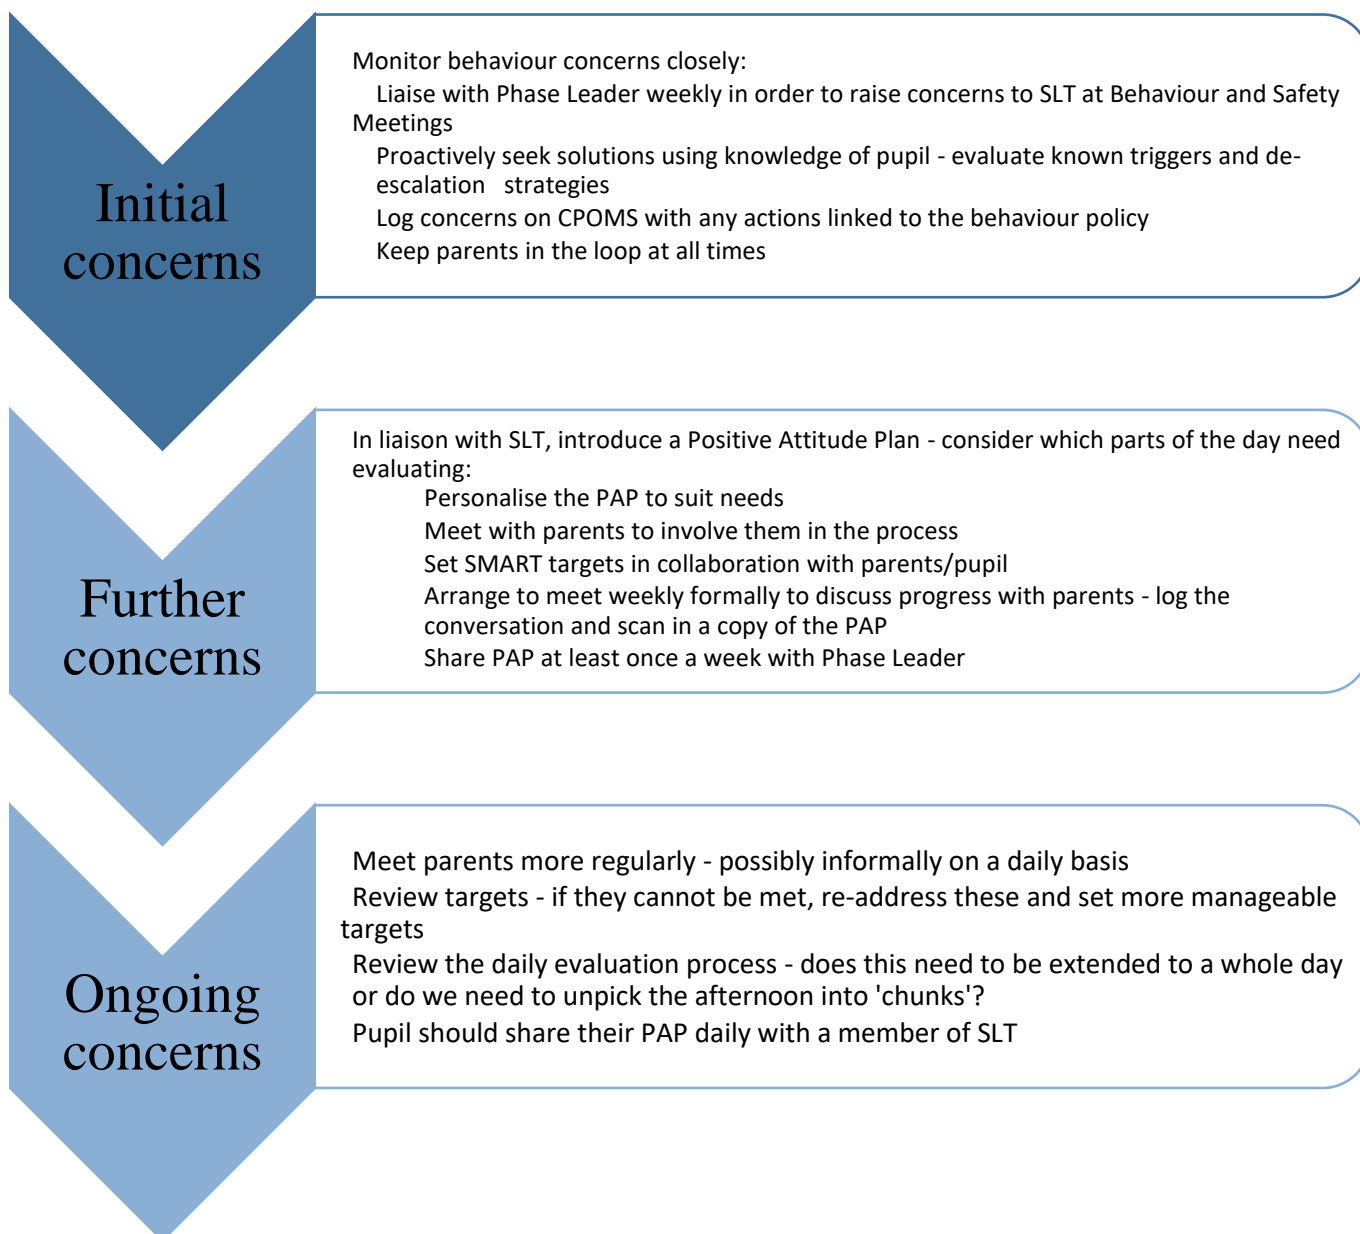 Initial
concerns
Monitor behaviour concerns closely:
Liaise with Phase Leader weekly in order to raise concerns to SLT at Behaviour and Safety
Meetings
Proactively seek solutions using knowledge of pupil - evaluate known triggers and de-
escalation strategies
Log concerns on CPOMS with any actions linked to the behaviour policy
Keep parents in the loop at all times
Further
concerns
In liaison with SLT, introduce a Positive Attitude Plan - consider which parts of the day need
evaluating:
Personalise the PAP to suit needs
Meet with parents to involve them in the process
Set SMART targets in collaboration with parents/pupil
Arrange to meet weekly formally to discuss progress with parents - log the
conversation and scan in a copy of the PAP
Share PAP at least once a week with Phase Leader
Ongoing
concerns
Meet parents more regularly - possibly informally on a daily basis
Review targets - if they cannot be met, re-address these and set more manageable
targets
Review the daily evaluation process - does this need to be extended to a whole day
or do we need to unpick the afternoon into 'chunks'?
Pupil should share their PAP daily with a member of SLT